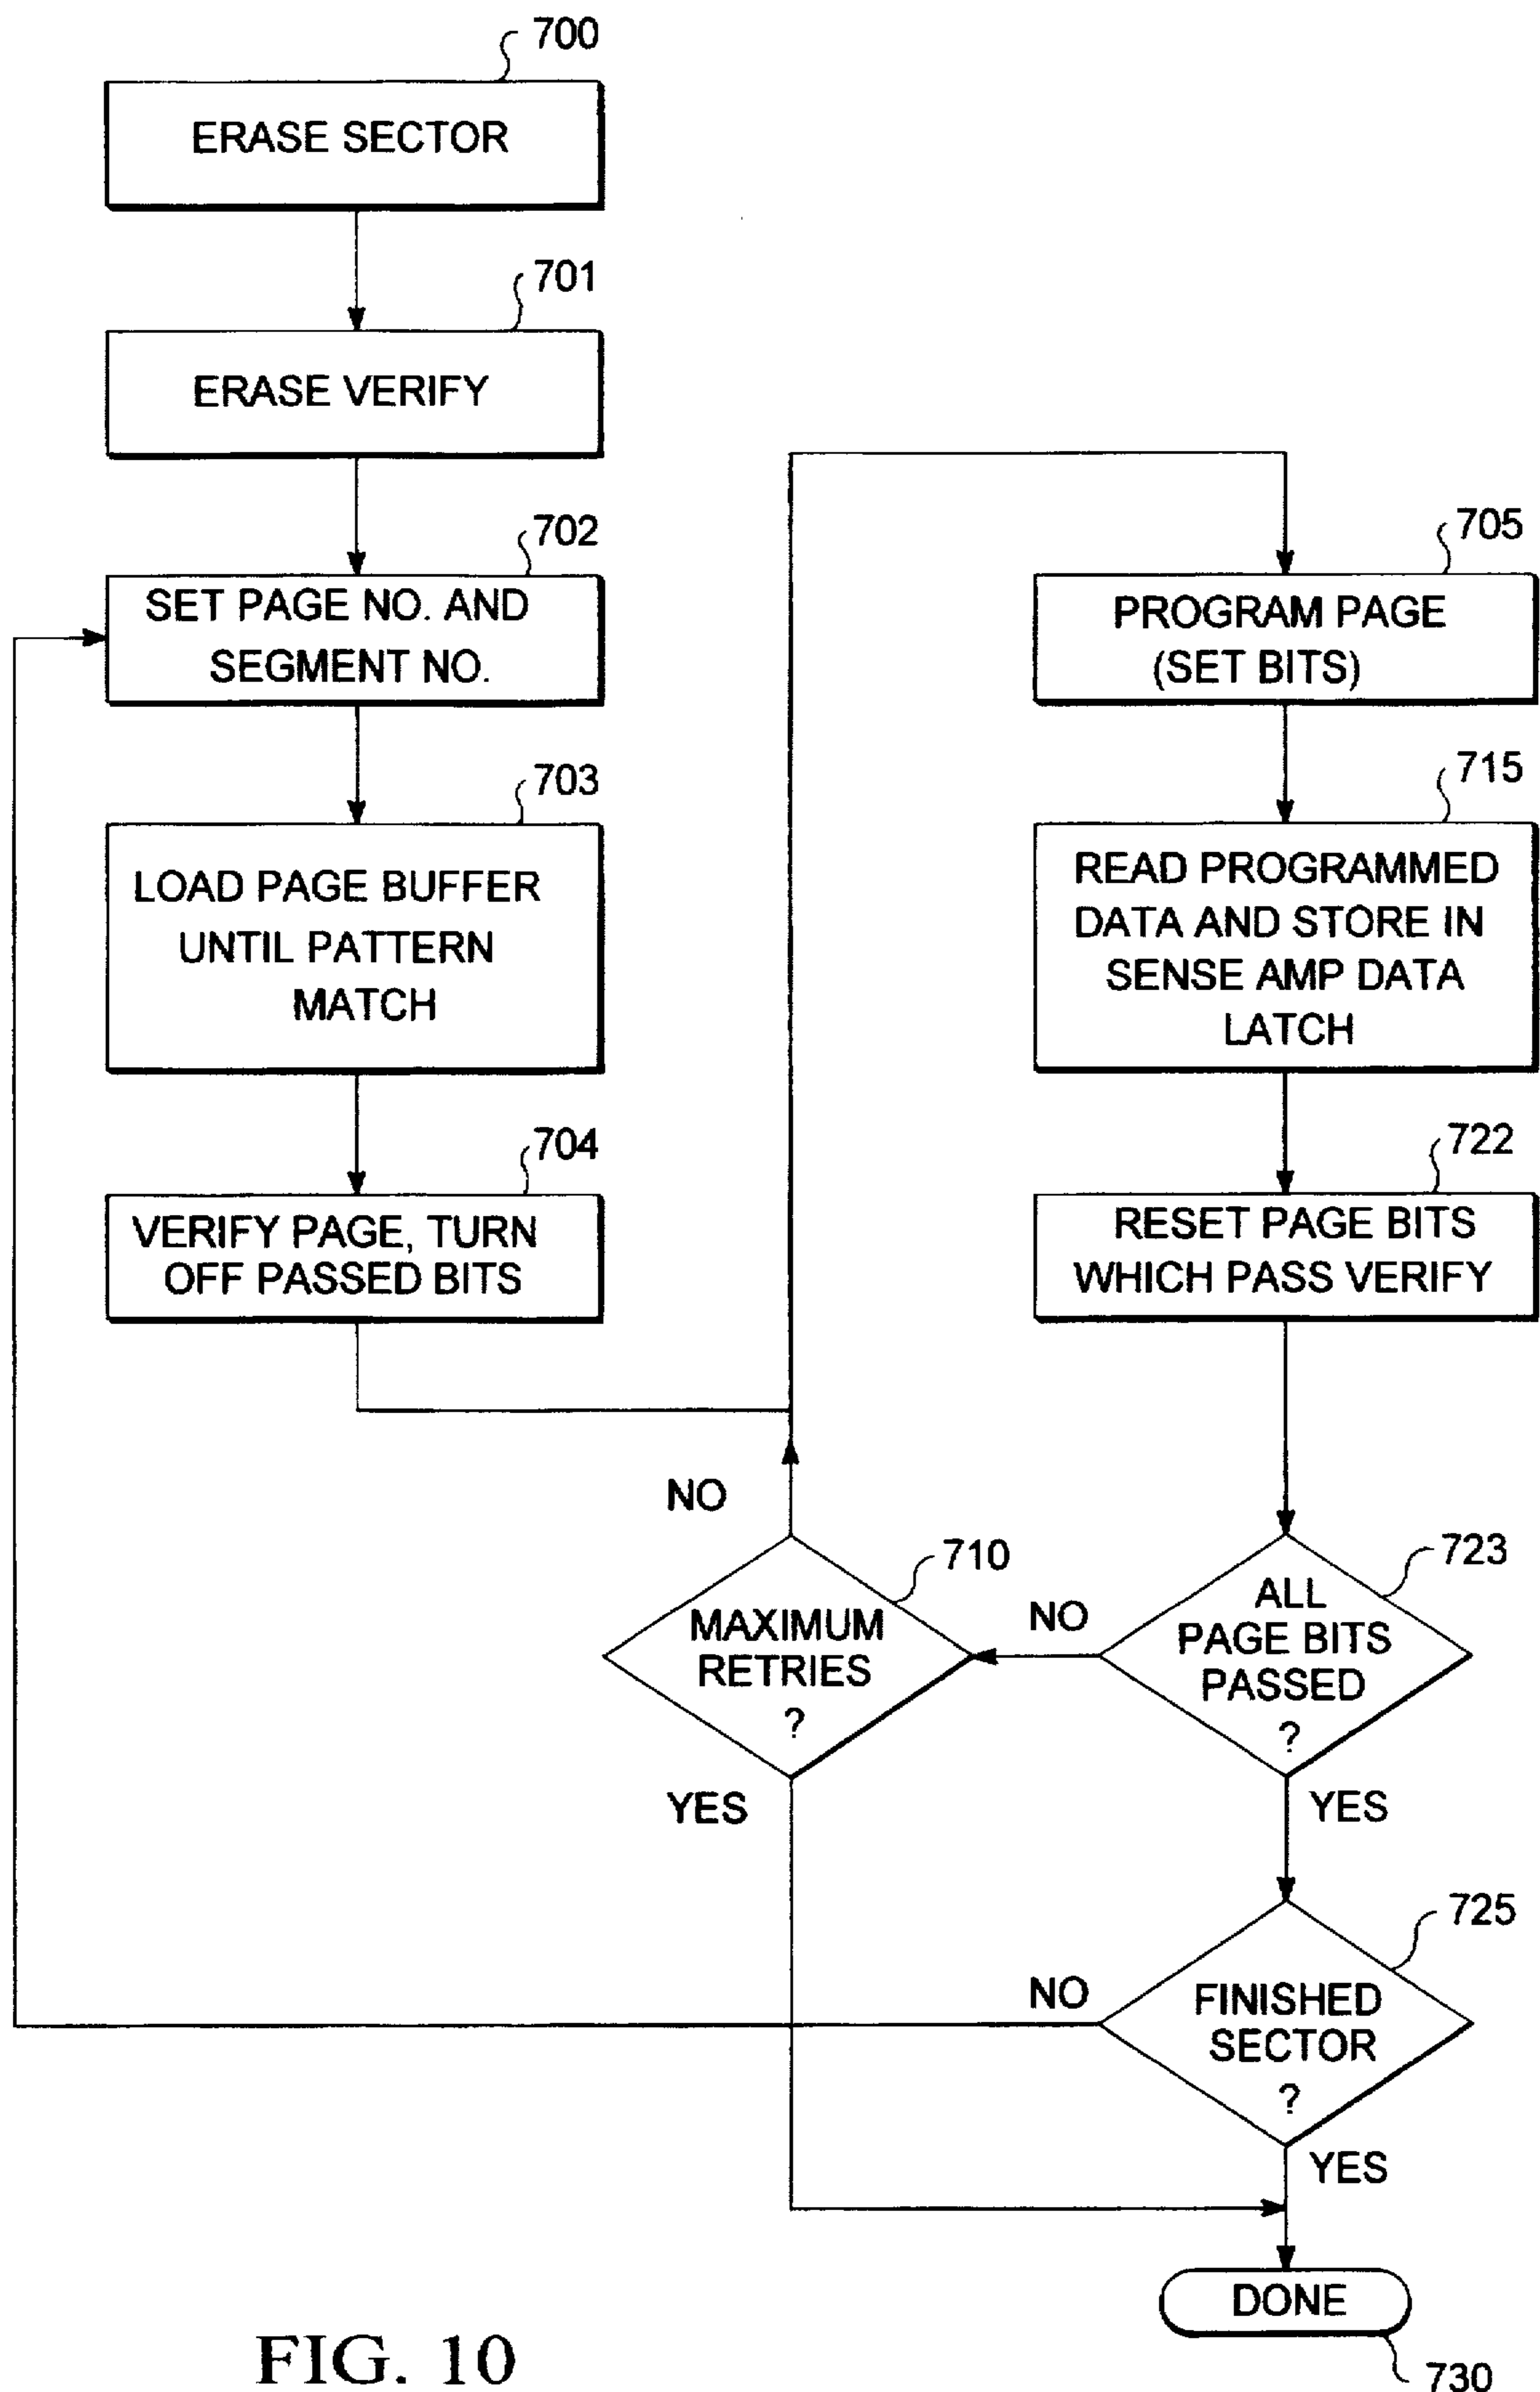 700
ERASE SECTOR
701
ERASE VERIFY
702
SET PAGE NO. AND
SEGMENT NO.
703
LOAD PAGE BUFFER
UNTIL PATTERN
MATCH
704
VERIFY PAGE, TURN
OFF PASSED BITS
705
PROGRAM PAGE
(SET BITS)
715
READ PROGRAMMED
DATA AND STORE IN
SENSE AMP DATA
LATCH
722
RESET PAGE BITS
WHICH PASS VERIFY
723
ALL
PAGE BITS
PASSED
?
NO
YES
710
MAXIMUM
RETRIES
?
NO
YES
725
FINISHED
SECTOR
?
NO
YES
DONE
730
FIG. 10